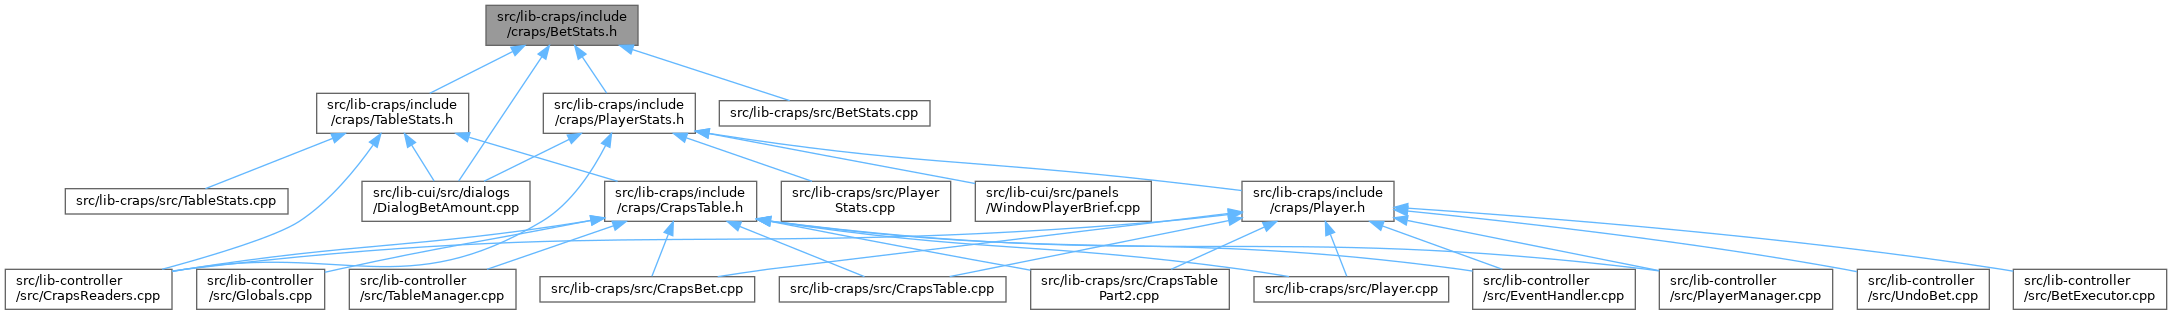 src/lib-craps/include
/craps/BetStats.h
src/lib-craps/include
/craps/TableStats.h
src/lib-craps/include
/craps/PlayerStats.h
src/lib-craps/src/BetStats.cpp
src/lib-craps/src/TableStats.cpp
src/lib-cui/src/dialogs
/DialogBetAmount.cpp
src/lib-craps/include
/craps/CrapsTable.h
src/lib-craps/src/Player
Stats.cpp
src/lib-cui/src/panels
/WindowPlayerBrief.cpp
src/lib-craps/include
/craps/Player.h
src/lib-controller
/src/CrapsReaders.cpp
src/lib-controller
/src/Globals.cpp
src/lib-controller
/src/TableManager.cpp
src/lib-craps/src/CrapsBet.cpp
src/lib-craps/src/CrapsTable.cpp
src/lib-craps/src/CrapsTable
Part2.cpp
src/lib-craps/src/Player.cpp
src/lib-controller
/src/EventHandler.cpp
src/lib-controller
/src/PlayerManager.cpp
src/lib-controller
/src/UndoBet.cpp
src/lib-controller
/src/BetExecutor.cpp